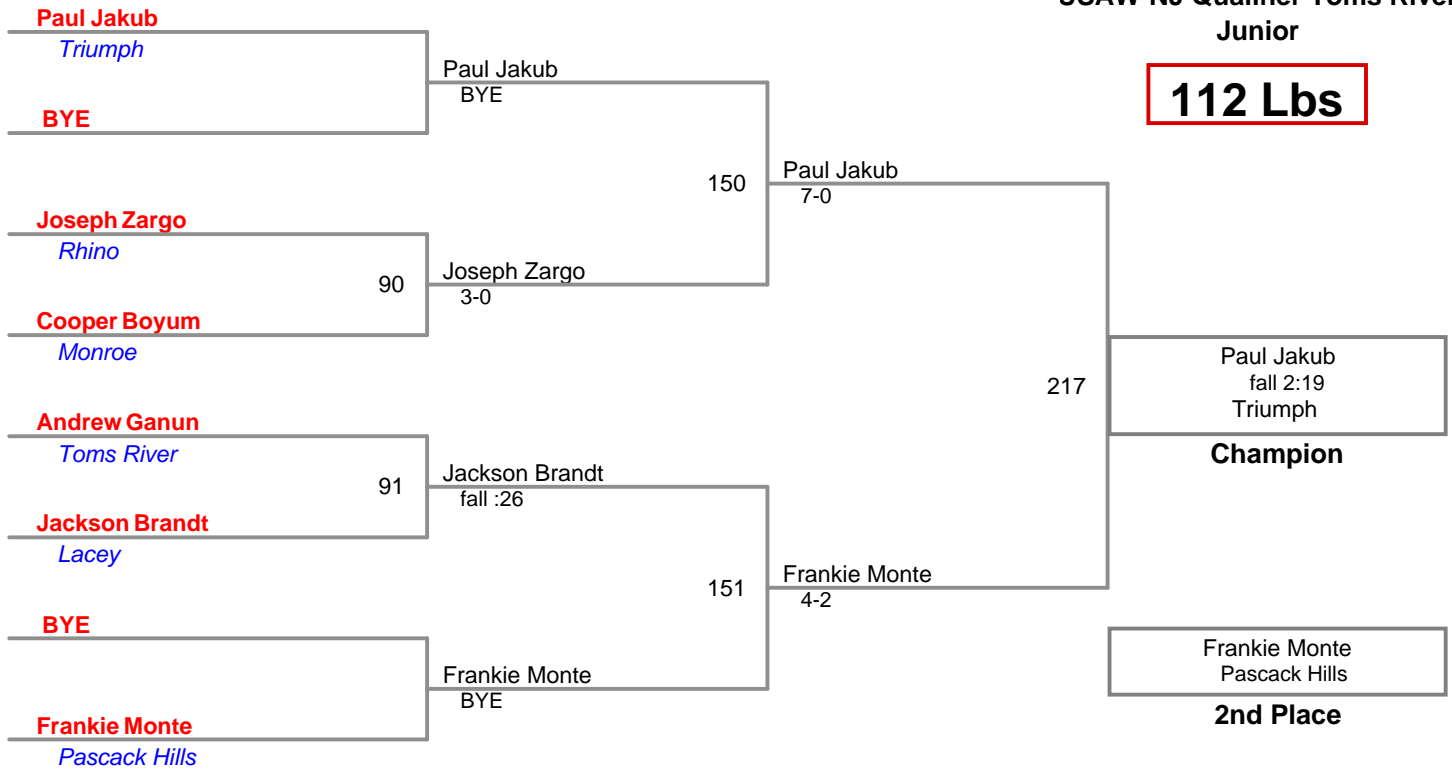 USAW NJ Qualifier Toms River
Junior
112 Lbs
Paul Jakub
Triumph
BYE
Joseph Zargo
Rhino
Cooper Boyum
Monroe
Andrew Ganun
Toms River
Jackson Brandt
Lacey
BYE
Frankie Monte
Pascack Hills
Paul Jakub
BYE
90
Joseph Zargo
3-0
91
Jackson Brandt
fall :26
Frankie Monte
BYE
150
Paul Jakub
7-0
151
Frankie Monte
4-2
217
Paul Jakub
fall 2:19
Triumph
Champion
Frankie Monte
Pascack Hills
2nd Place